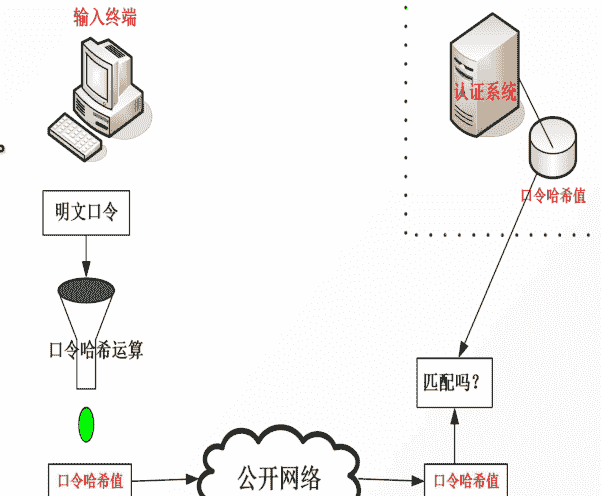 输入终端
认证系统
口令哈希值
明文口令
口令哈希运算
匹配吗？
口令哈希值
公开网络
口令哈希值